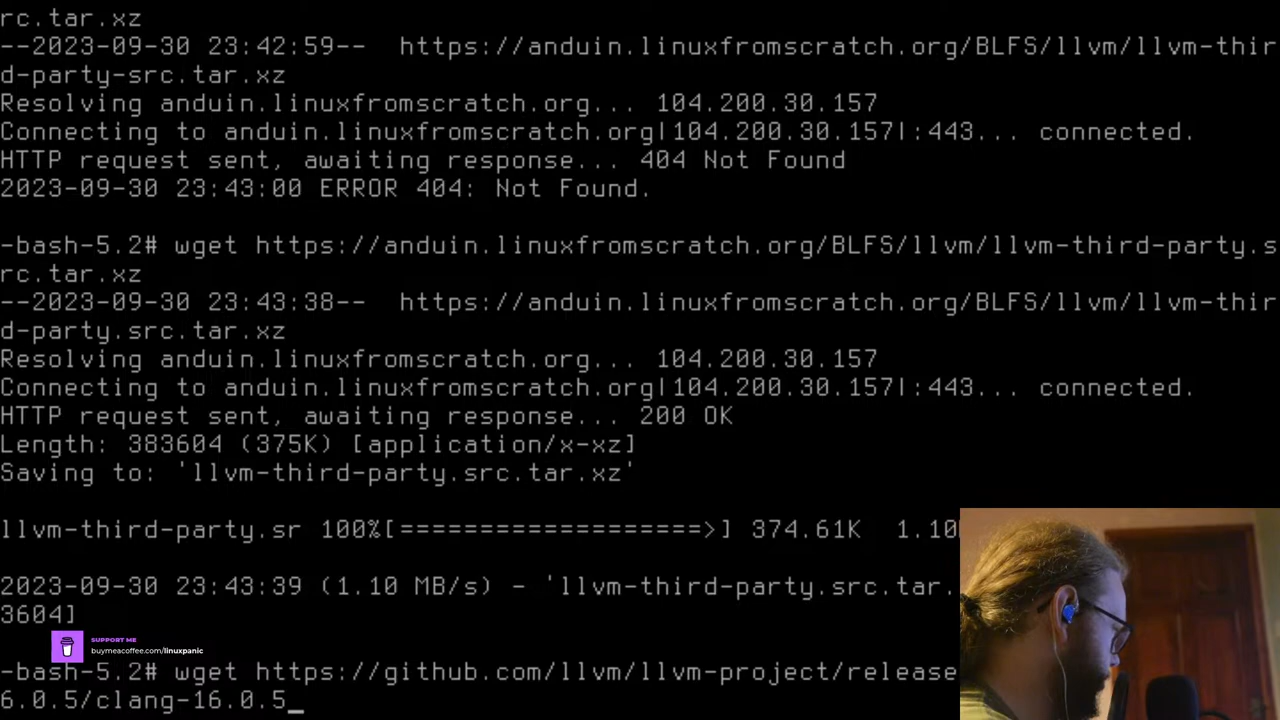 rc.tar.xz
--2023-09-30 23:42:59--  https://anduin.linuxfromscratch.org/BLFS/llvm/llvm-thir
d-party-src.tar.xz
Resolving anduin.linuxfromscratch.org... 104.200.30.157
Connecting to anduin.linuxfromscratch.org|104.200.30.157|:443... connected.
HTTP request sent, awaiting response... 404 Not Found
2023-09-30 23:43:00 ERROR 404: Not Found.
-bash-5.2# wget https://anduin.linuxfromscratch.org/BLFS/llvm/llvm-third-party.s
rc.tar.xz
--2023-09-30 23:43:38--  https://anduin.linuxfromscratch.org/BLFS/llvm/llvm-thir
d-party.src.tar.xz
Resolving anduin.linuxfromscratch.org... 104.200.30.157
Connecting to anduin.linuxfromscratch.org|104.200.30.157|:443... connected.
HTTP request sent, awaiting response... 200 OK
Length: 383604 (375K) [application/x-xz]
Saving to: 'llvm-third-party.src.tar.xz'
llvm-third-party.sr 100%[===================>] 374.61K  1.10
2023-09-30 23:43:39 (1.10 MB/s) - 'llvm-third-party.src.tar.
3604]
SUPPORT ME
buymeacoffee.com/linuxpanic
-bash-5.2# wget https://github.com/llvm/llvm-project/release
6.0.5/clang-16.0.5_